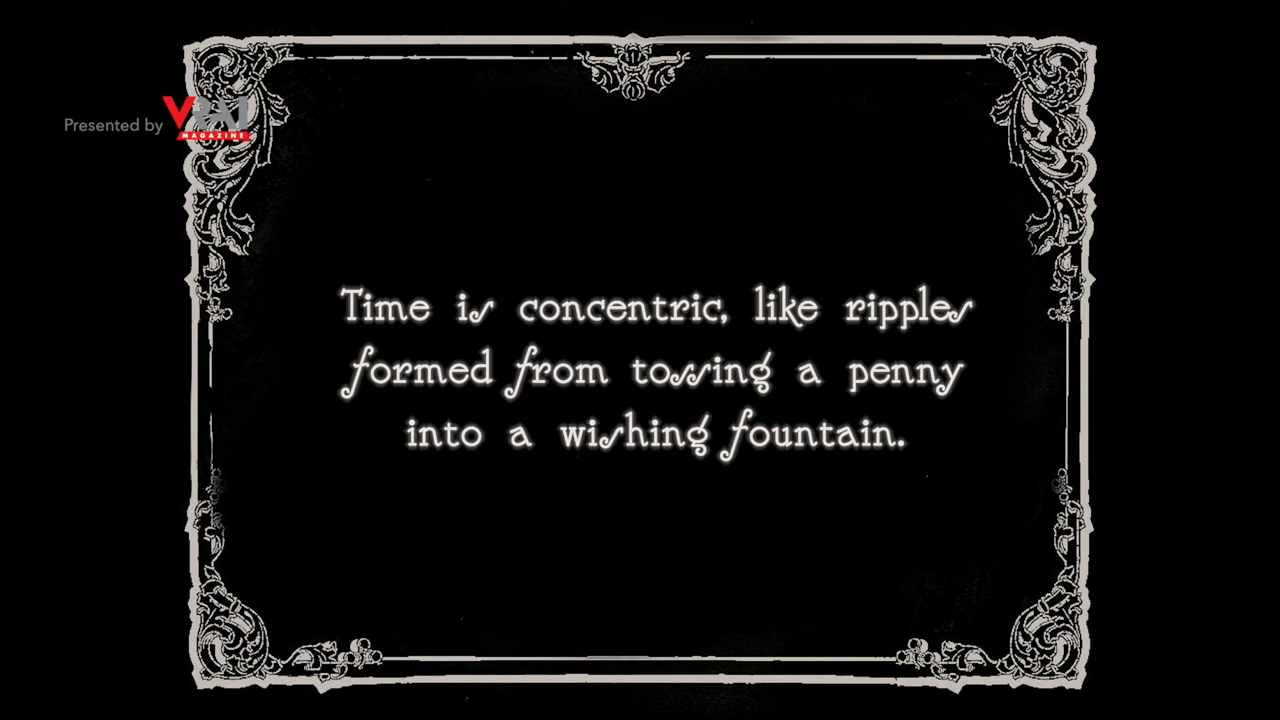 Presented by VRAI
MAGAZINE
Time is concentric, like ripples
formed from tossing a penny
into a wishing fountain.